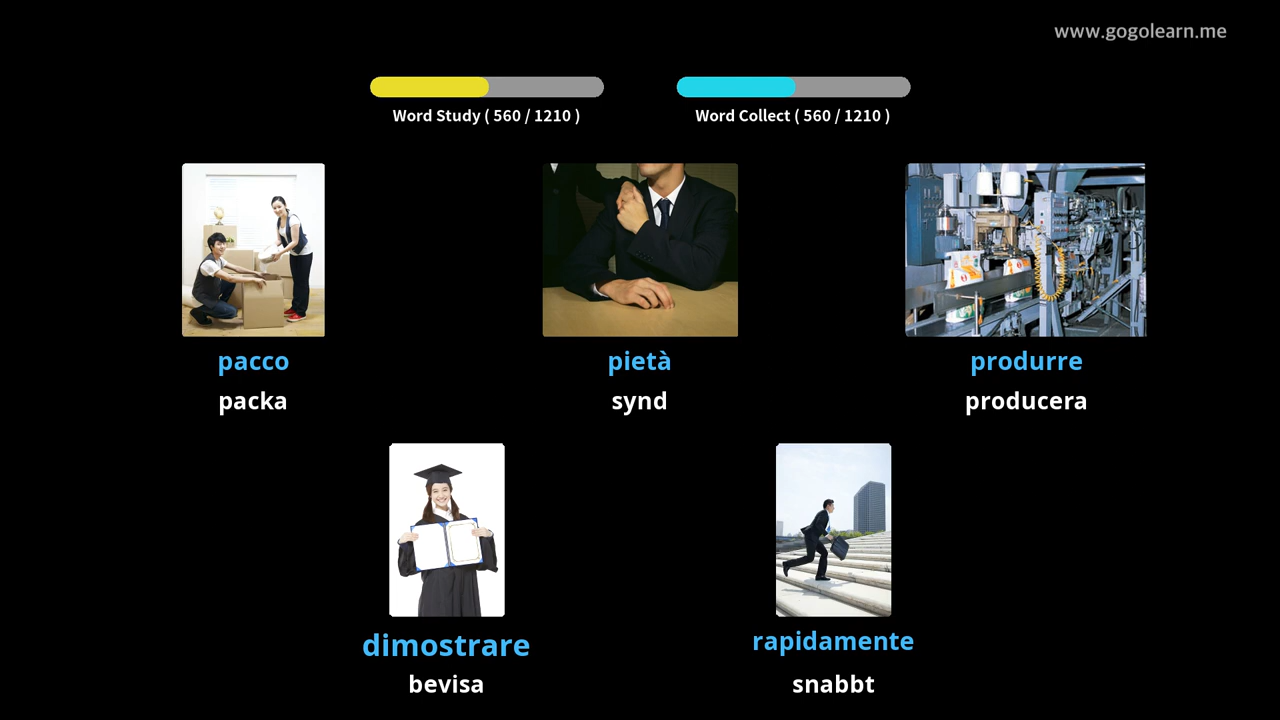 www.gogolearn.me
Word Study ( 560 / 1210 )
Word Collect ( 560 / 1210 )
pacco
packa
pietà
synd
produrre
producera
dimostrare
bevisa
rapidamente
snabbt